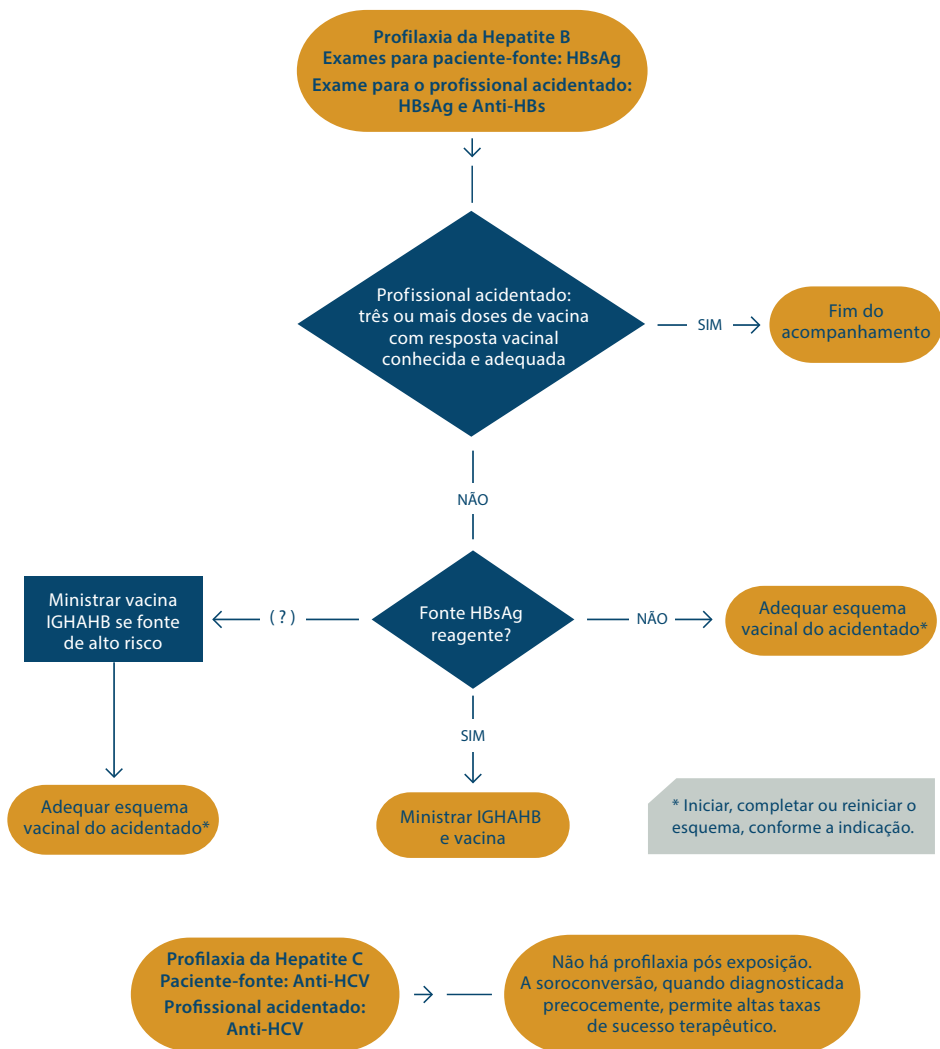 Profilaxia da Hepatite B
Exames para paciente-fonte: HBsAg
Exame para o profissional acidentado:
HBsAg e Anti-HBs
Profissional acidentado:
três ou mais doses de vacina
com resposta vacinal
conhecida e adequada
SIM
Fim do
acompanhamento
NÃO
Ministrar vacina
IGHAHB se fonte
de alto risco
( ? )
Fonte HBsAg
reagente?
NÃO
Adequar esquema
vacinal do acidentado*
SIM
Adequar esquema
vacinal do acidentado*
Ministrar IGHAHB
e vacina
* Iniciar, completar ou reiniciar o
esquema, conforme a indicação.
Profilaxia da Hepatite C
Paciente-fonte: Anti-HCV
Profissional acidentado:
Anti-HCV
Não há profilaxia pós exposição.
A soroconversão, quando diagnosticada
precocemente, permite altas taxas
de sucesso terapêutico.